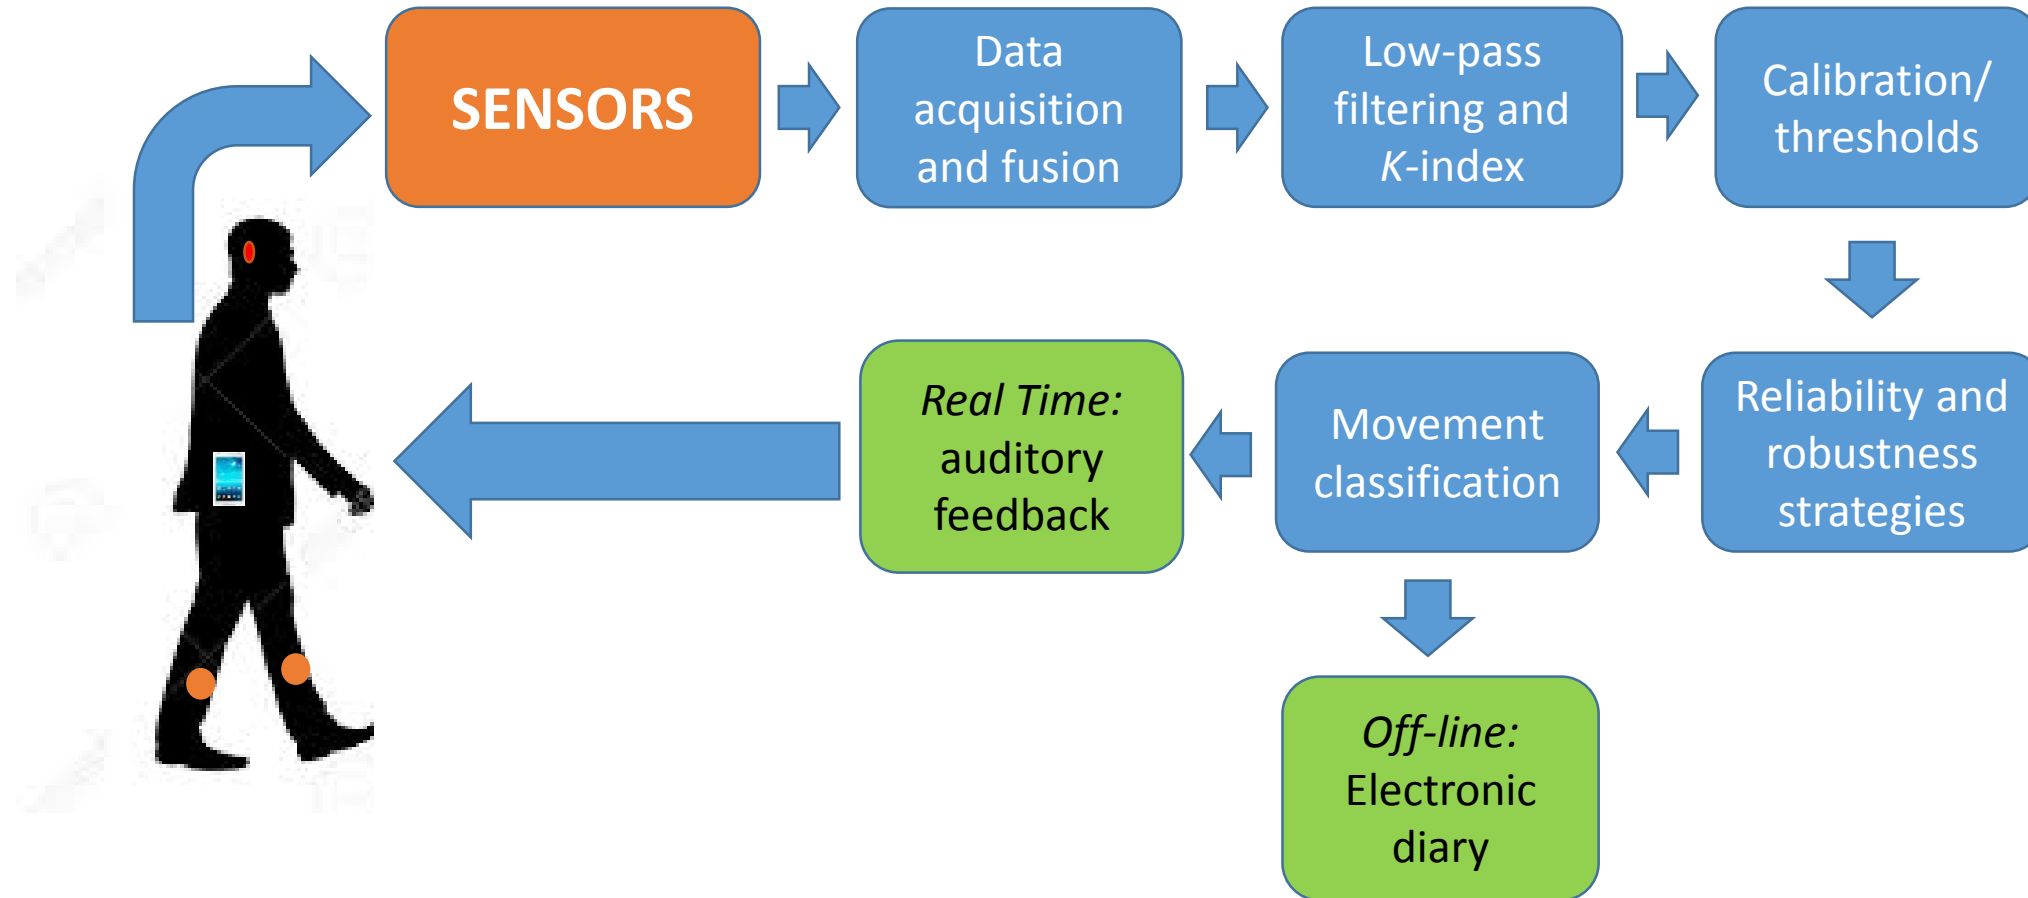 SENSORS
Data
acquisition
and fusion
Low-pass
filtering and
K-index
Calibration/
thresholds
Real Time:
auditory
feedback
Movement
classification
Reliability and
robustness
strategies
Off-line:
Electronic
diary